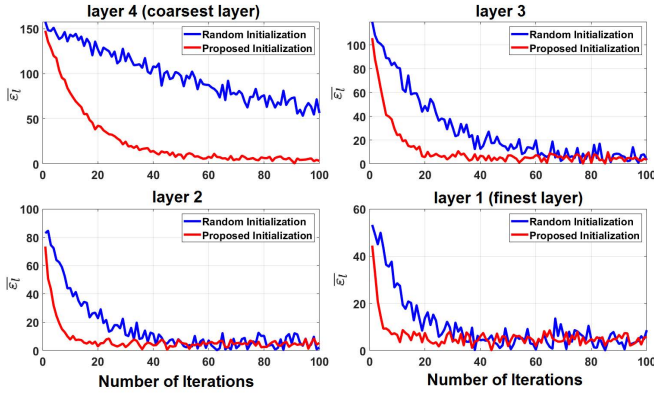 layer 4 (coarsest layer)
150
100
50
0
0 20 40 60 80 100
ε̅_l
Random Initialization
Proposed Initialization
layer 3
100
80
60
40
20
0
0 20 40 60 80 100
ε̅_l
Random Initialization
Proposed Initialization
layer 2
100
80
60
40
20
0
0 20 40 60 80 100
ε̅_l
Random Initialization
Proposed Initialization
Number of Iterations
layer 1 (finest layer)
60
40
20
0
0 20 40 60 80 100
ε̅_l
Random Initialization
Proposed Initialization
Number of Iterations